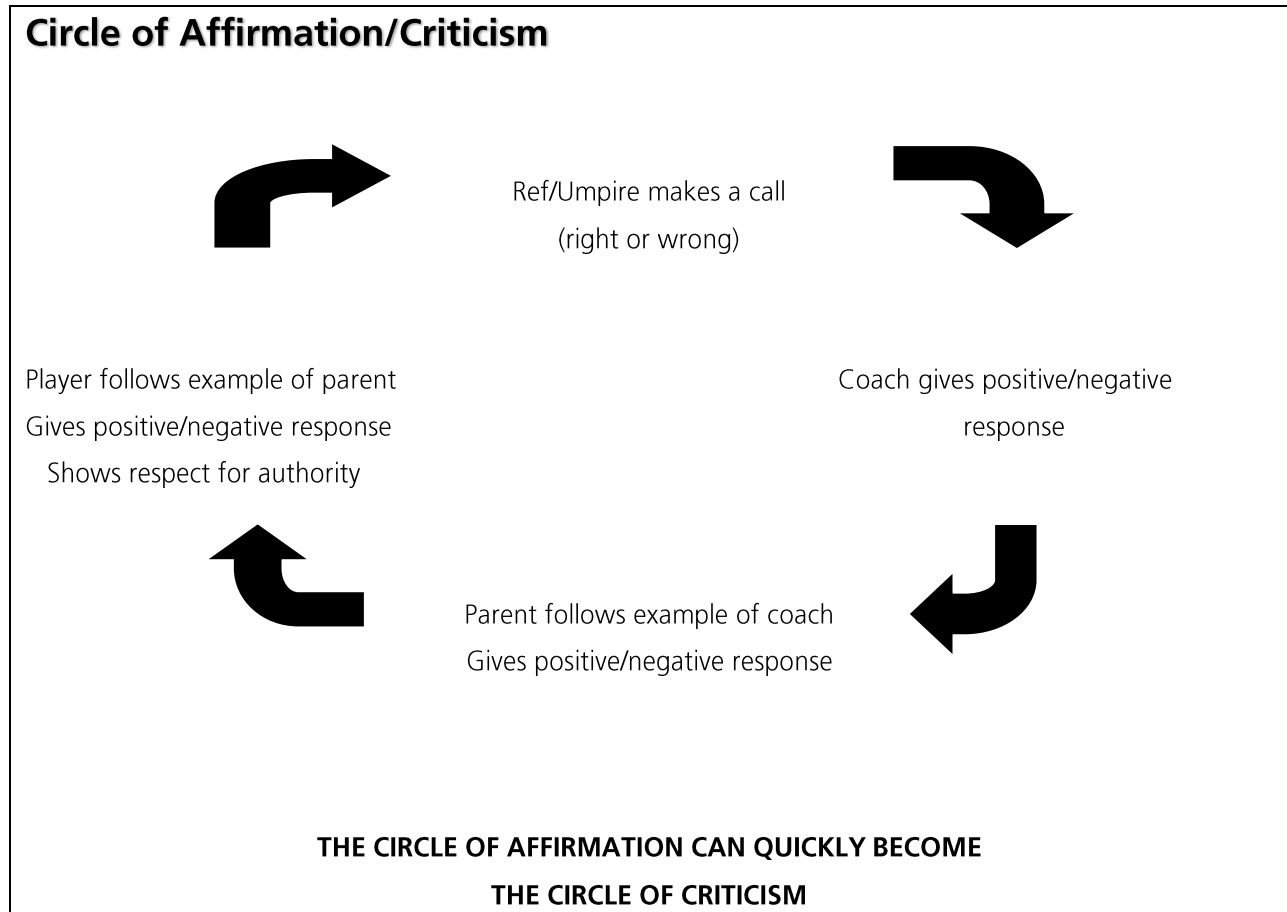 Circle of Affirmation/Criticism
Ref/Umpire makes a call
(right or wrong)
Player follows example of parent
Gives positive/negative response
Shows respect for authority
Coach gives positive/negative
response
Parent follows example of coach
Gives positive/negative response
THE CIRCLE OF AFFIRMATION CAN QUICKLY BECOME
THE CIRCLE OF CRITICISM